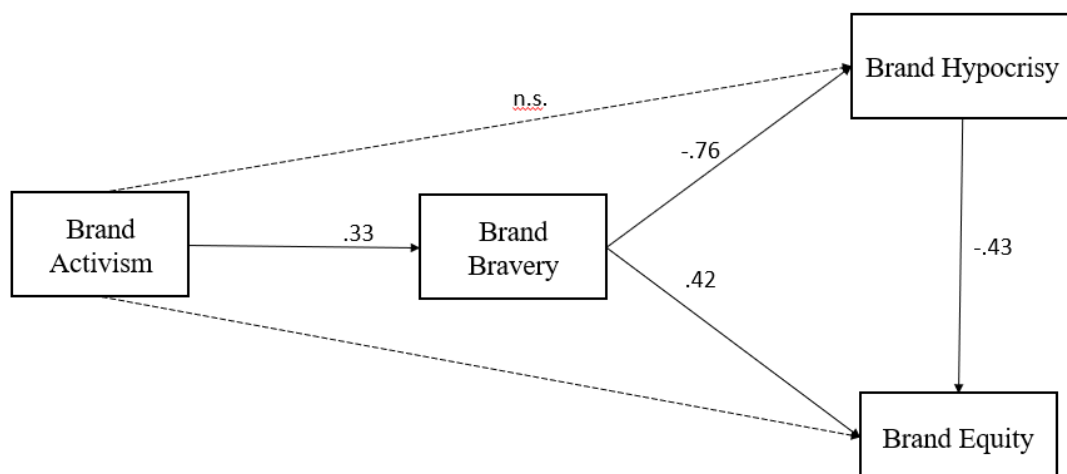 Brand Hypocrisy
n.s.
-.76
Brand
Activism
.33
Brand
Bravery
-.43
.42
Brand Equity